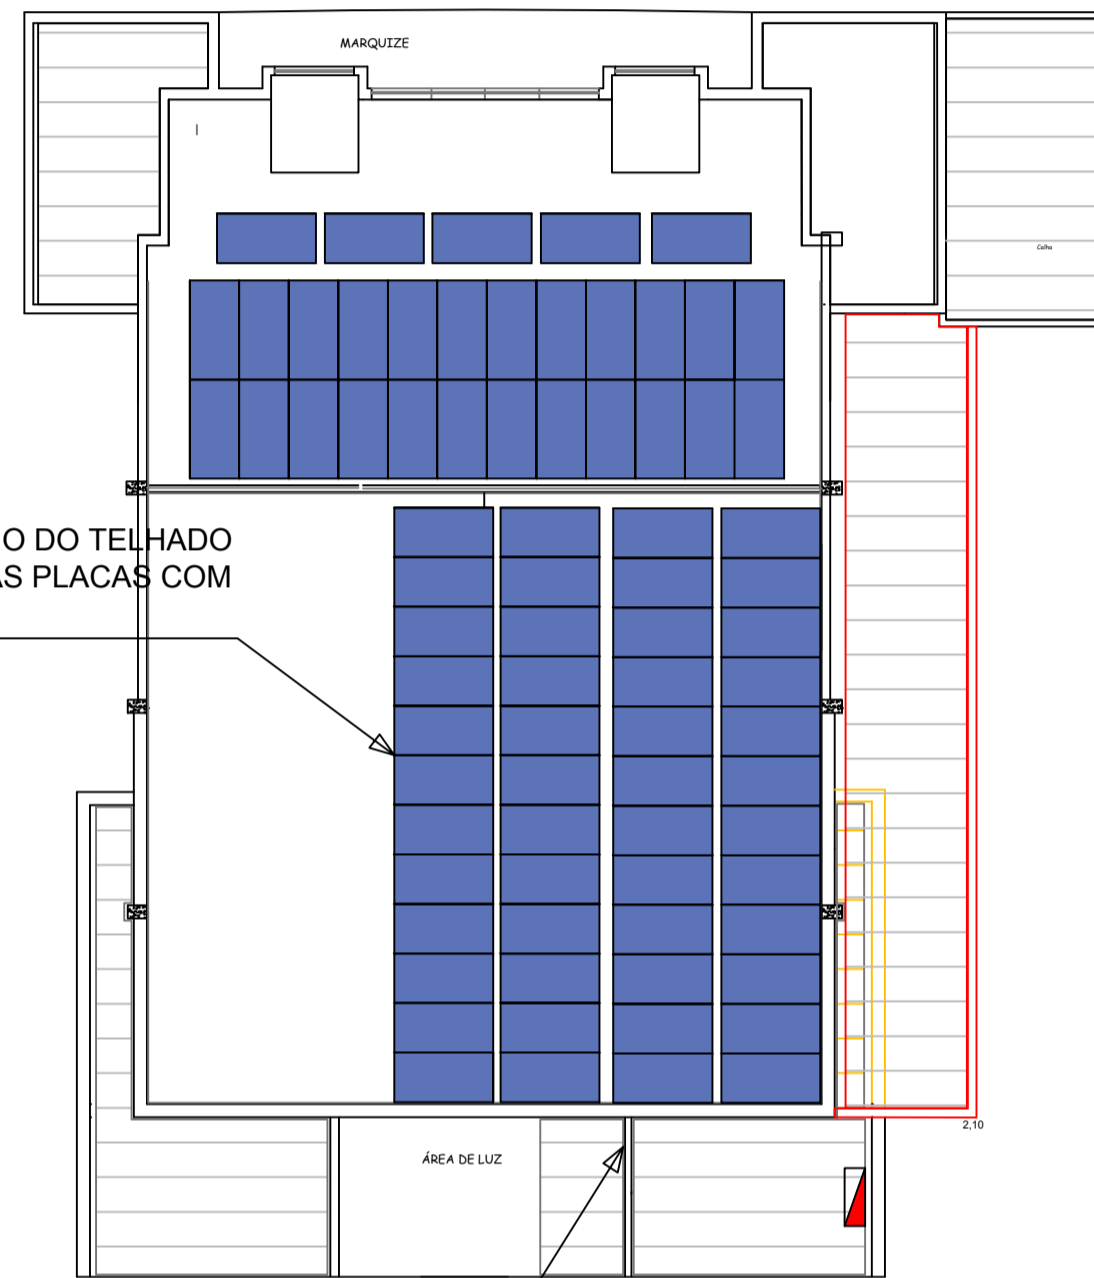 MARQUIZE
Calha
O DO TELHADO
AS PLACAS COM
2,10
ÁREA DE LUZ